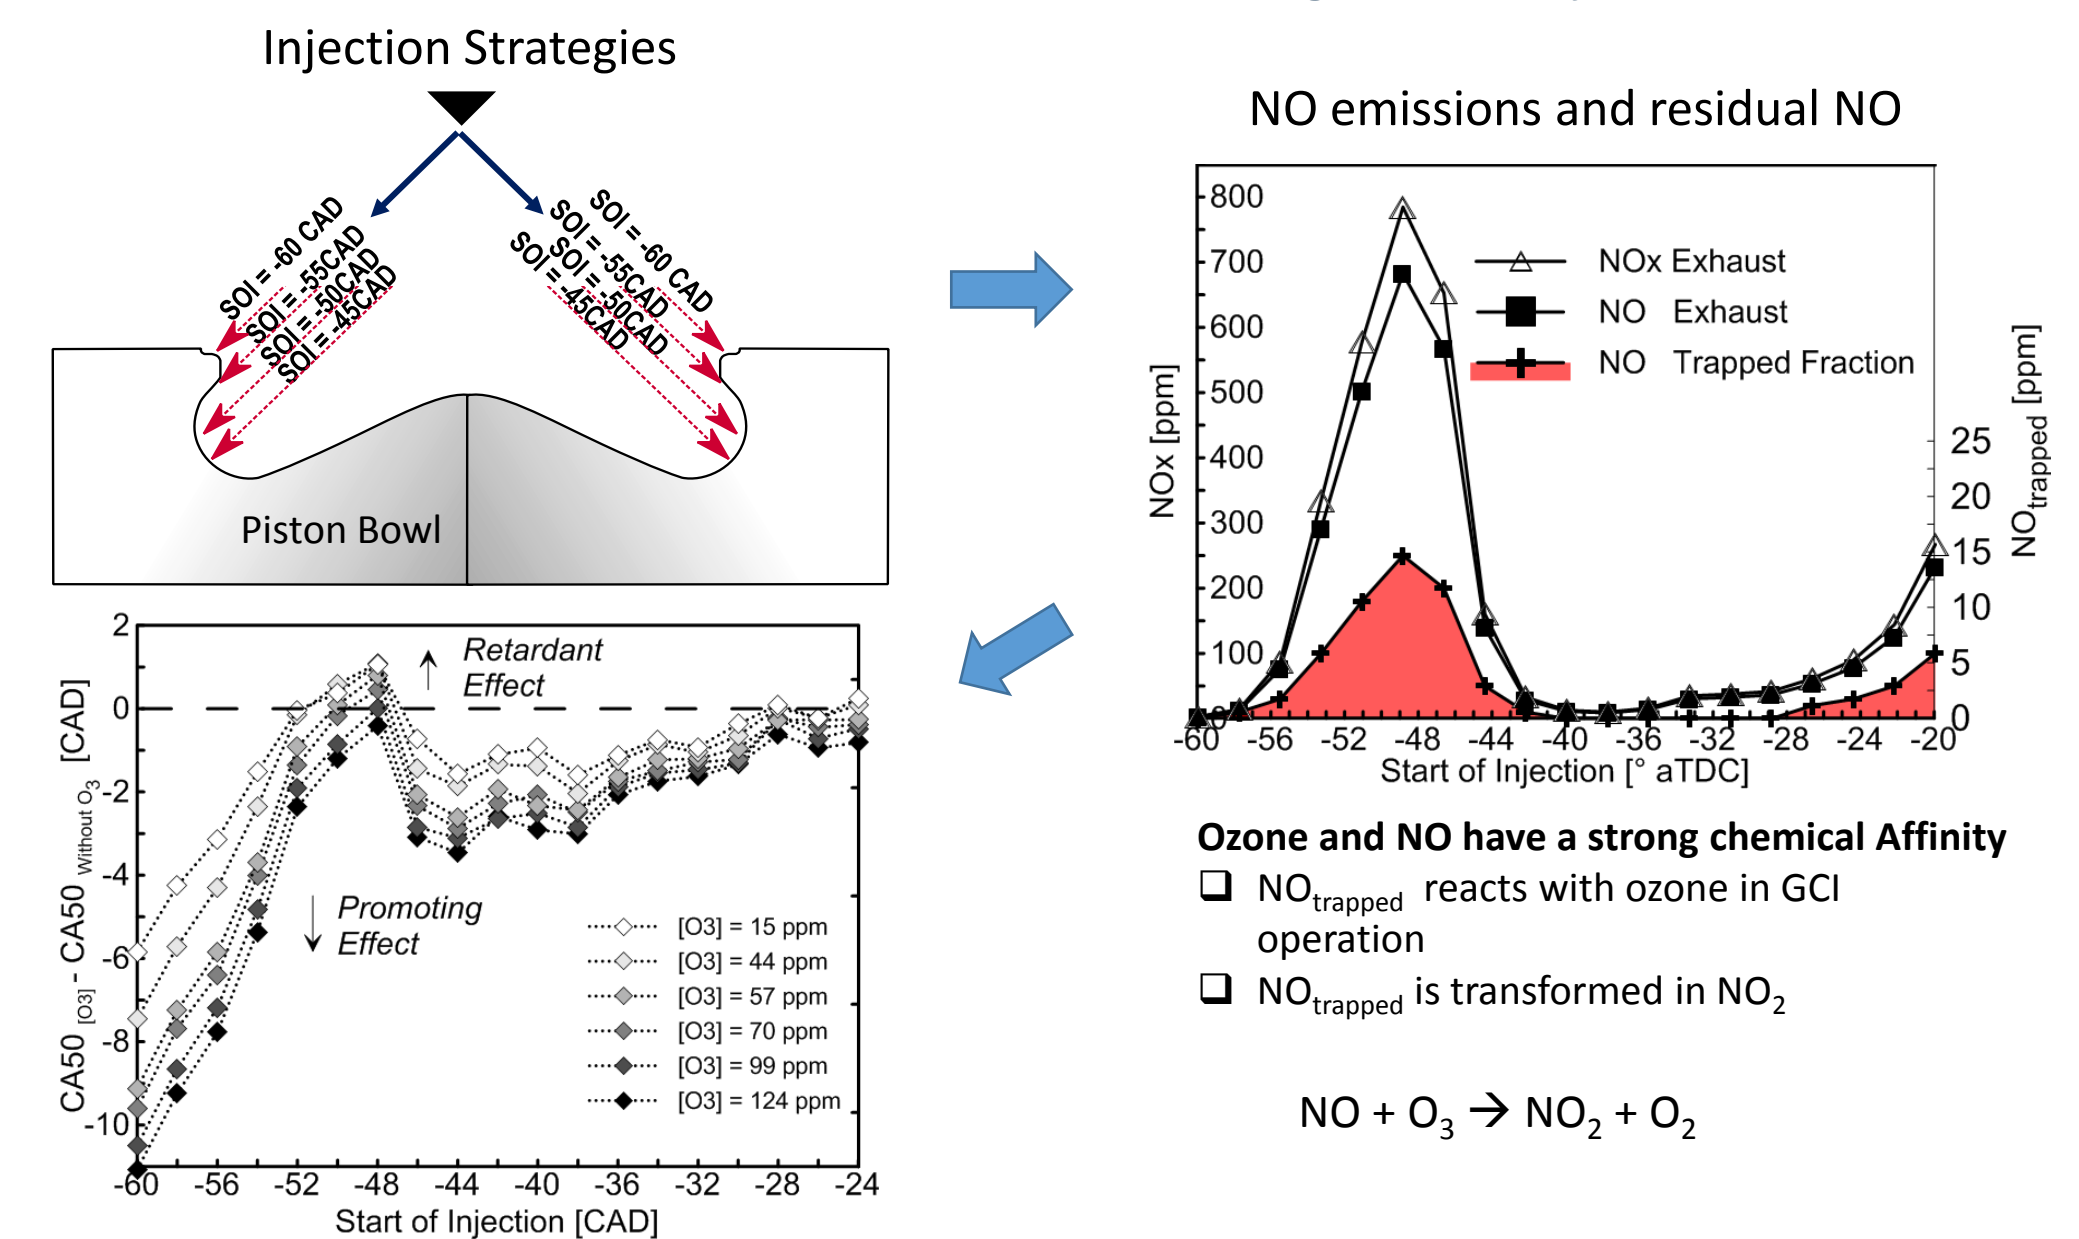 Injection Strategies
SOI = -60 CAD
SOI = -55CAD
SOI = -50CAD
SOI = -45CAD
SOI = -60 CAD
SOI = -55CAD
SOI = -50CAD
SOI = -45CAD
Piston Bowl
NO emissions and residual NO
800
700
600
500
400
300
200
100
0
NOx [ppm]
NOx Exhaust
NO Exhaust
NO Trapped Fraction
25
20
15
10
5
0
NOtrapped [ppm]
-60 -56 -52 -48 -44 -40 -36 -32 -28 -24 -20
Start of Injection [° aTDC]
2
0
-2
-4
-6
-8
-10
CA50 [O3] - CA50 Without O3 [CAD]
Retardant
Effect
Promoting
Effect
[O3] = 15 ppm
[O3] = 44 ppm
[O3] = 57 ppm
[O3] = 70 ppm
[O3] = 99 ppm
[O3] = 124 ppm
-60 -56 -52 -48 -44 -40 -36 -32 -28 -24
Start of Injection [CAD]
Ozone and NO have a strong chemical Affinity
❑ NOtrapped reacts with ozone in GCI
operation
❑ NOtrapped is transformed in NO2
NO + O3 → NO2 + O2